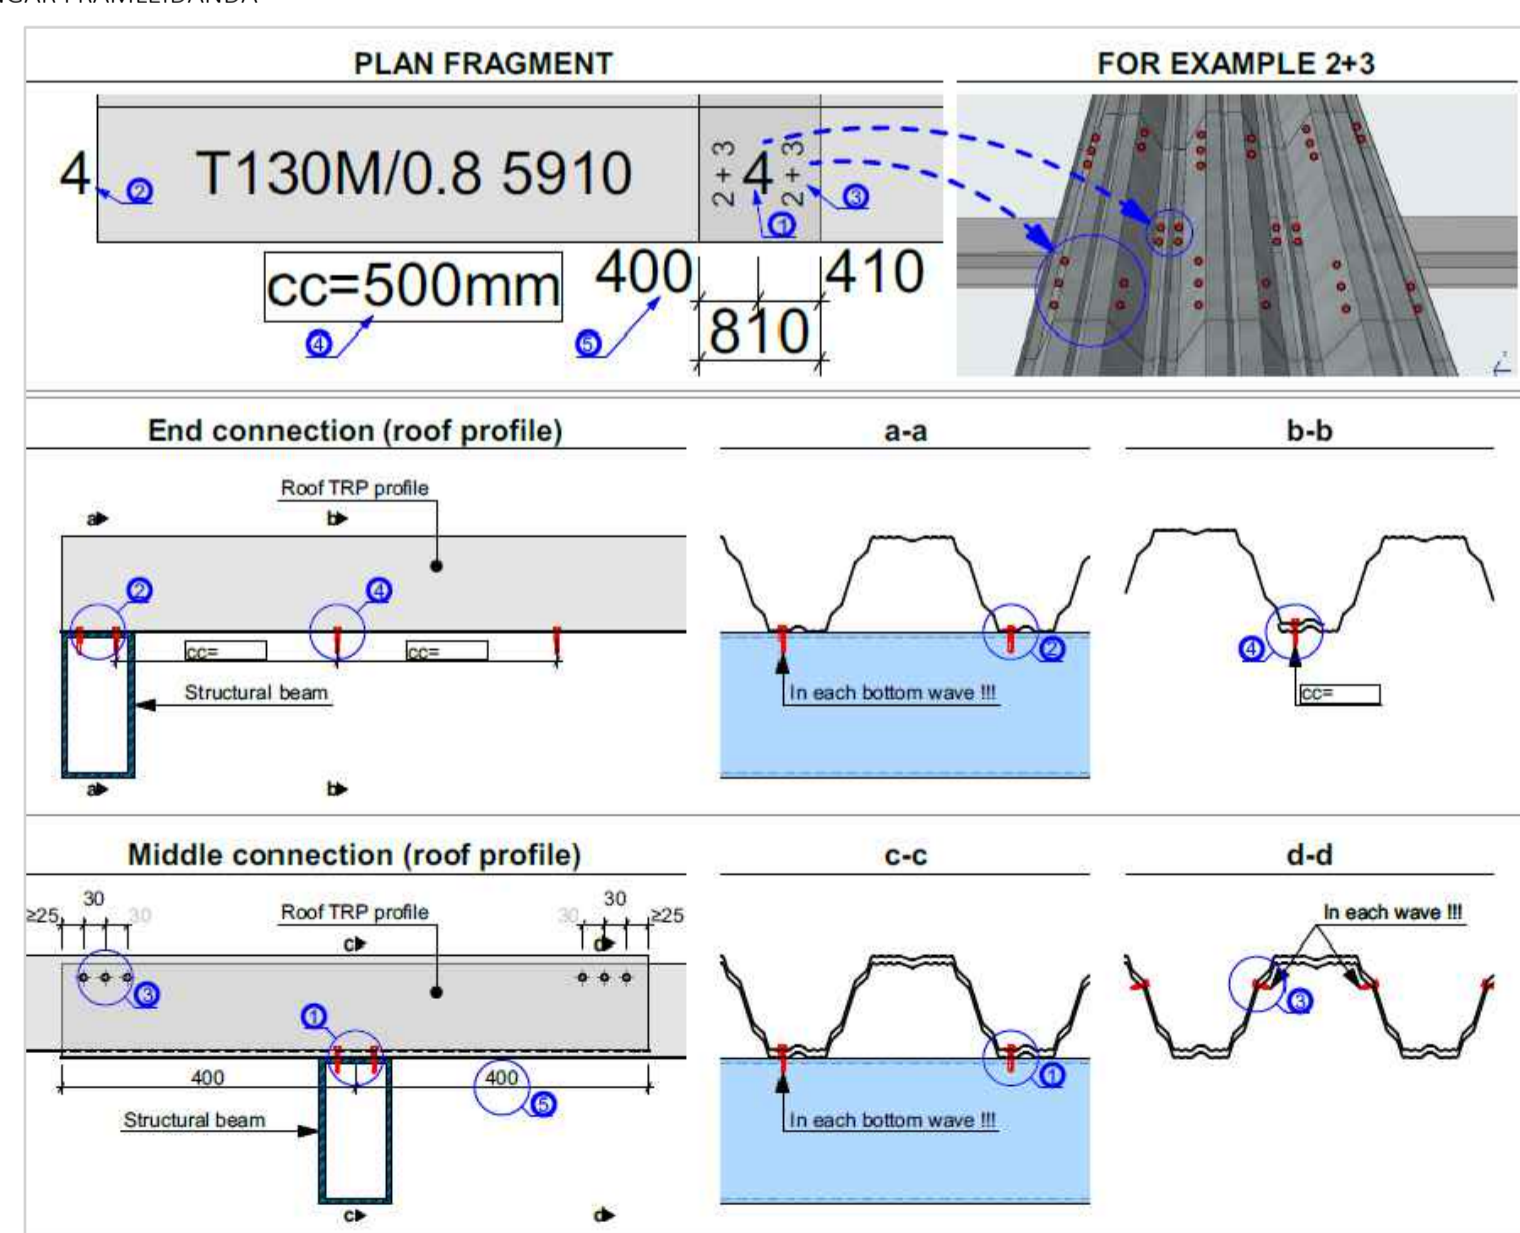 PLAN FRAGMENT
FOR EXAMPLE 2+3
4
2
T130M/0.8 5910
2 + 3
4
2 + 3
1
3
cc=500mm
4
400
5
410
810
End connection (roof profile)
a-a
b-b
Roof TRP profile
a
b
2
4
cc=
cc=
Structural beam
a
b
2
In each bottom wave !!!
4
cc=
Middle connection (roof profile)
c-c
d-d
≥25
30
30
Roof TRP profile
30
30
≥25
c
d
3
1
400
400
5
Structural beam
c
d
1
In each bottom wave !!!
In each wave !!!
3